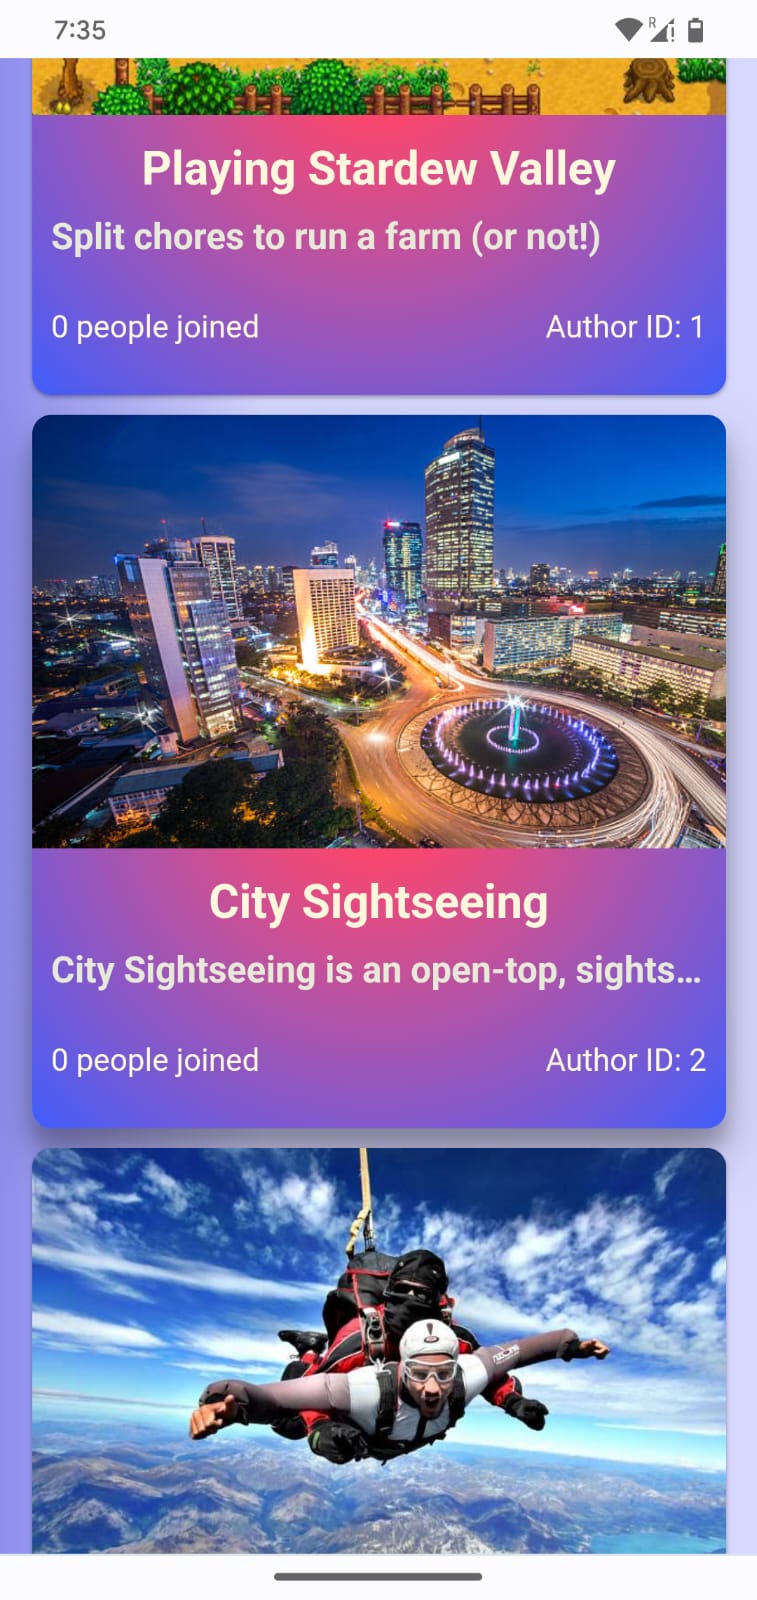 7:35
R
Playing Stardew Valley
Split chores to run a farm (or not!)
0 people joined
Author ID: 1
City Sightseeing
City Sightseeing is an open-top, sights...
0 people joined
Author ID: 2